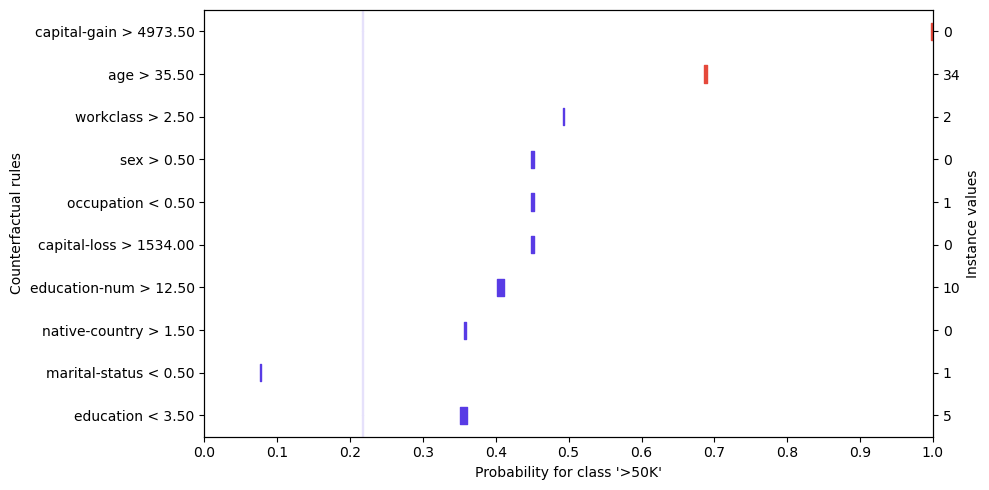 Counterfactual rules
capital-gain > 4973.50 0
age > 35.50 34
workclass > 2.50 2
sex > 0.50 0
occupation < 0.50 1
capital-loss > 1534.00 0
education-num > 12.50 10
native-country > 1.50 0
marital-status < 0.50 1
education < 3.50 5
Instance values
0.0 0.1 0.2 0.3 0.4 0.5 0.6 0.7 0.8 0.9 1.0
Probability for class '>50K'